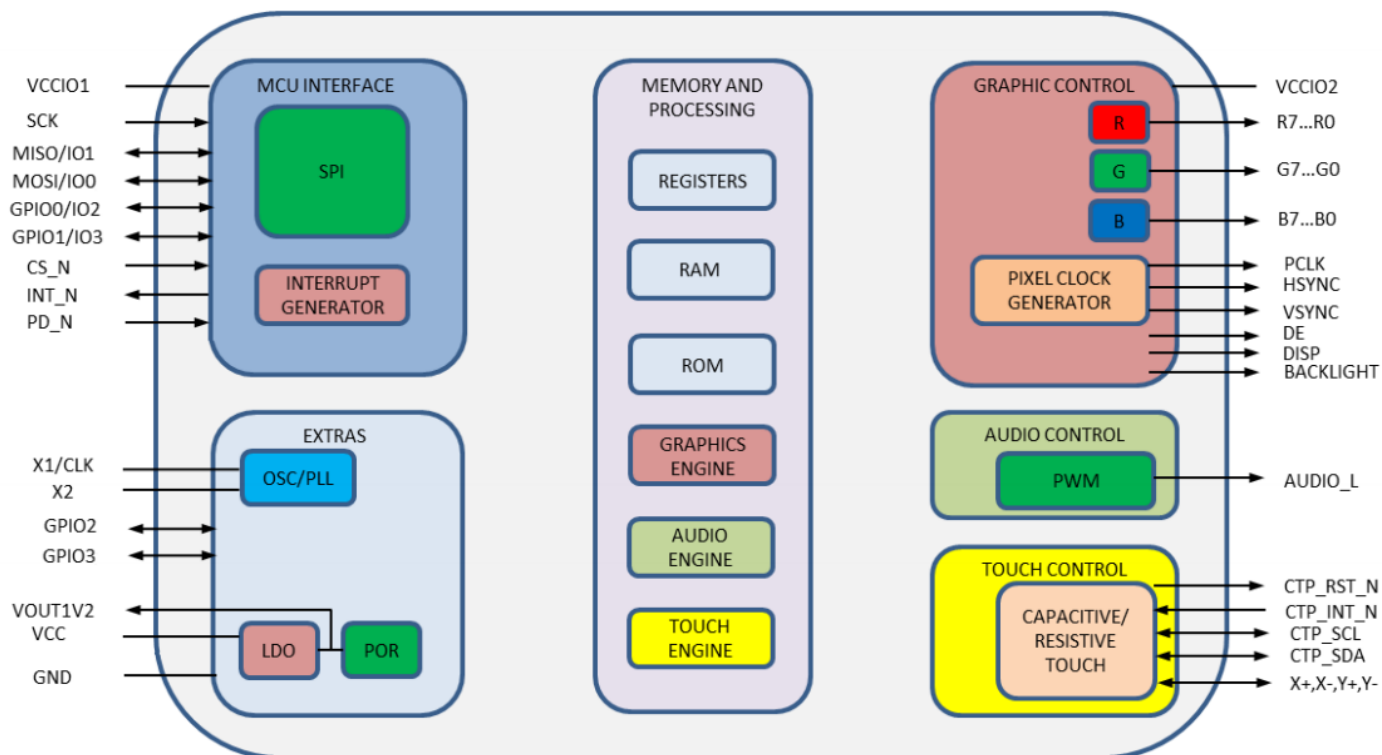 VCCIO1
SCK
MISO/IO1
MOSI/IO0
GPIO0/IO2
GPIO1/IO3
CS_N
INT_N
PD_N
MCU INTERFACE
SPI
INTERRUPT
GENERATOR
X1/CLK
X2
GPIO2
GPIO3
VOUT1V2
VCC
GND
EXTRAS
OSC/PLL
LDO
POR
MEMORY AND
PROCESSING
REGISTERS
RAM
ROM
GRAPHICS
ENGINE
AUDIO
ENGINE
TOUCH
ENGINE
GRAPHIC CONTROL
R
G
B
PIXEL CLOCK
GENERATOR
VCCIO2
R7...R0
G7...G0
B7...B0
PCLK
HSYNC
VSYNC
DE
DISP
BACKLIGHT
AUDIO CONTROL
PWM
AUDIO_L
TOUCH CONTROL
CAPACITIVE/
RESISTIVE
TOUCH
CTP_RST_N
CTP_INT_N
CTP_SCL
CTP_SDA
X+,X-,Y+,Y-